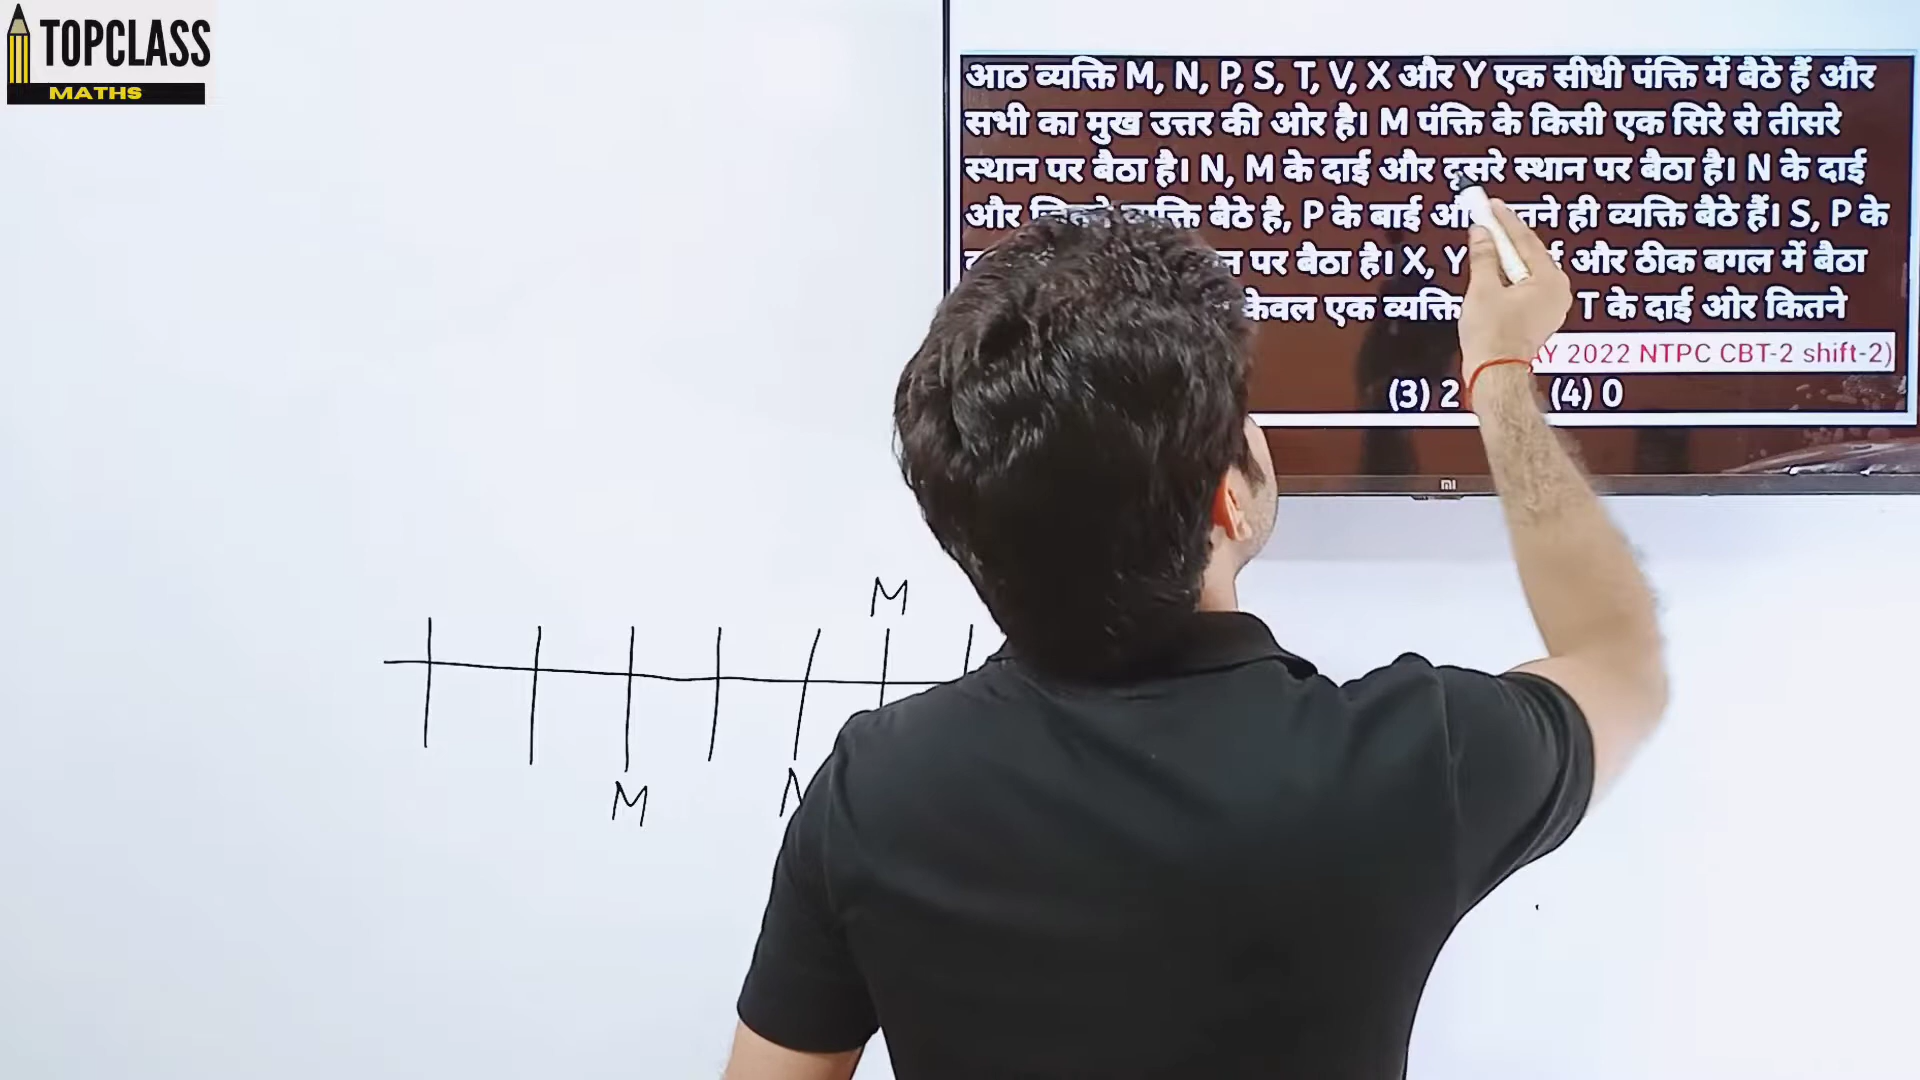 TOPCLASS
MATHS
आठ व्यक्ति M, N, P, S, T, V, X और Y एक सीधी पंक्ति में बैठे हैं और
सभी का मुख उत्तर की ओर है। M पंक्ति के किसी एक सिरे से तीसरे
स्थान पर बैठा है। N, M के दाई और दूसरे स्थान पर बैठा है। N के दाई
और व्यक्ति बैठे है, P के बाई ही व्यक्ति बैठे हैं। S, P के
पर बैठा है। X, Y और ठीक बगल में बैठा
केवल एक व्यक्ति T के दाई ओर कितने
2022 NTPC CBT-2 shift-2)
(3) 2 (4) 0
mi
M
M